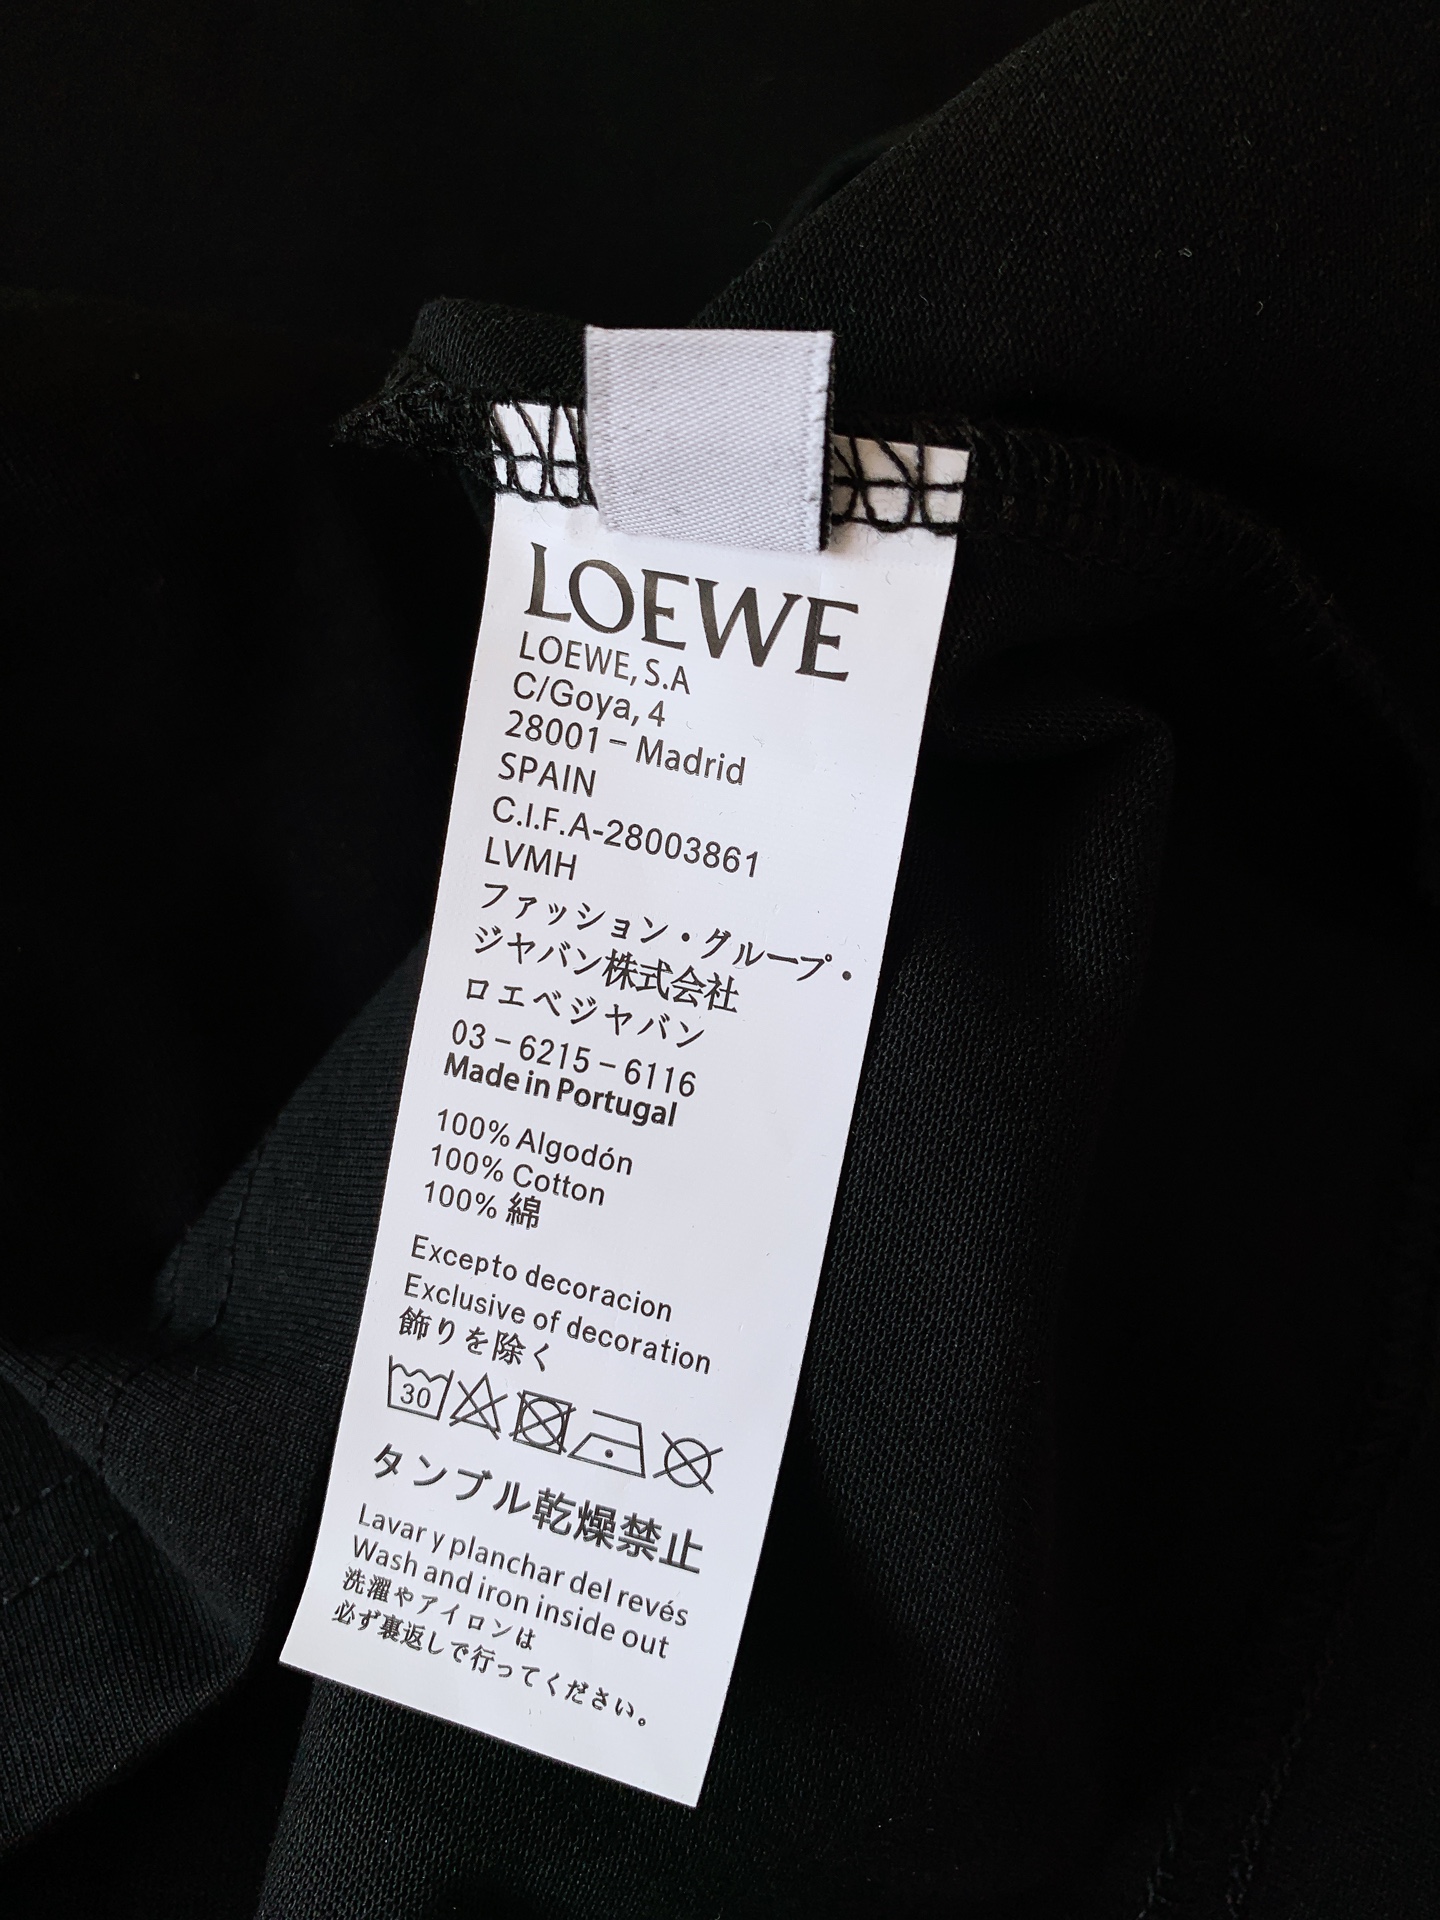 LOEWE
LOEWE, S.A
C/Goya, 4
28001 – Madrid
SPAIN
C.I.F.A-28003861
LVMH
ファッション・グループ・
ジヤバン株式会社
ロエベジヤバン
03 – 6215 – 6116
Made in Portugal
100% Algodón
100% Cotton
100% 綿
Excepto decoracion
Exclusive of decoration
飾りを除く
30
タンブル乾燥禁止
Lavar y planchar del revés
Wash and iron inside out
洗濯やアイロンは
必ず裏返しで行ってください。